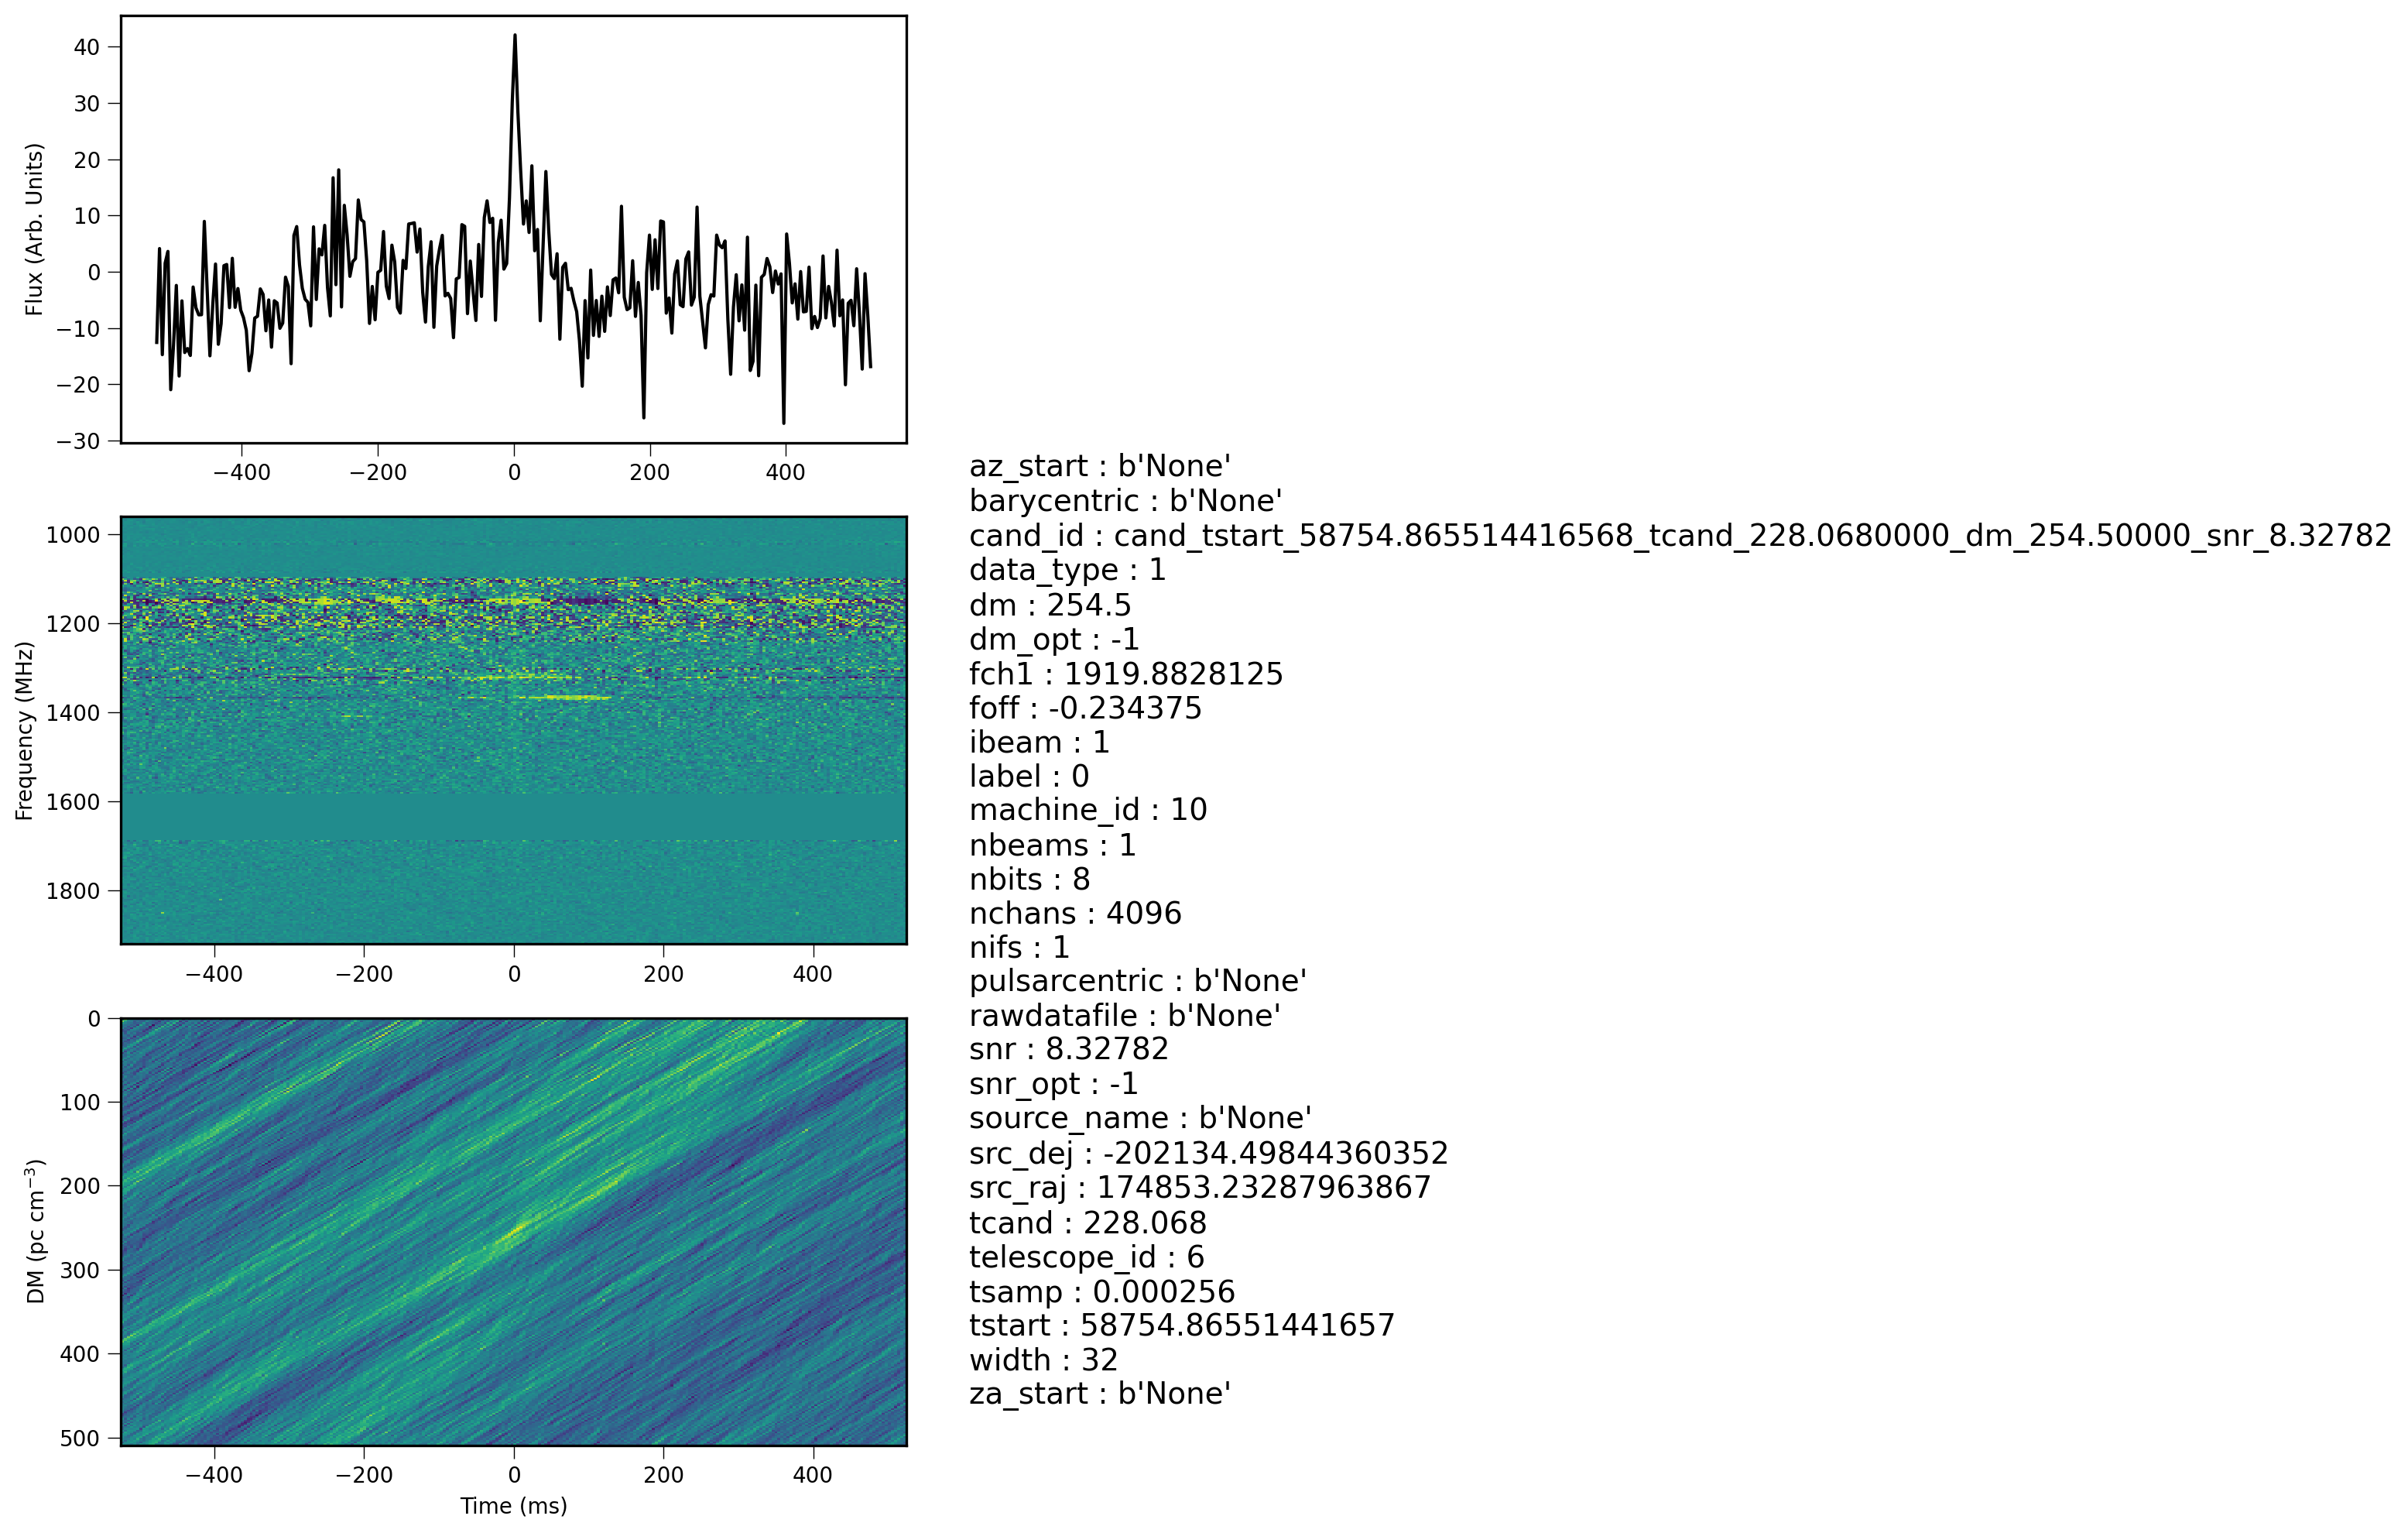 40
30
20
10
0
−10
−20
−30
Flux (Arb. Units)
−400 −200 0 200 400
1000
1200
1400
1600
1800
Frequency (MHz)
−400 −200 0 200 400
0
100
200
300
400
500
DM (pc cm⁻³)
−400 −200 0 200 400
Time (ms)
az_start : b'None'
barycentric : b'None'
cand_id : cand_tstart_58754.865514416568_tcand_228.0680000_dm_254.50000_snr_8.32782
data_type : 1
dm : 254.5
dm_opt : -1
fch1 : 1919.8828125
foff : -0.234375
ibeam : 1
label : 0
machine_id : 10
nbeams : 1
nbits : 8
nchans : 4096
nifs : 1
pulsarcentric : b'None'
rawdatafile : b'None'
snr : 8.32782
snr_opt : -1
source_name : b'None'
src_dej : -202134.49844360352
src_raj : 174853.23287963867
tcand : 228.068
telescope_id : 6
tsamp : 0.000256
tstart : 58754.86551441657
width : 32
za_start : b'None'